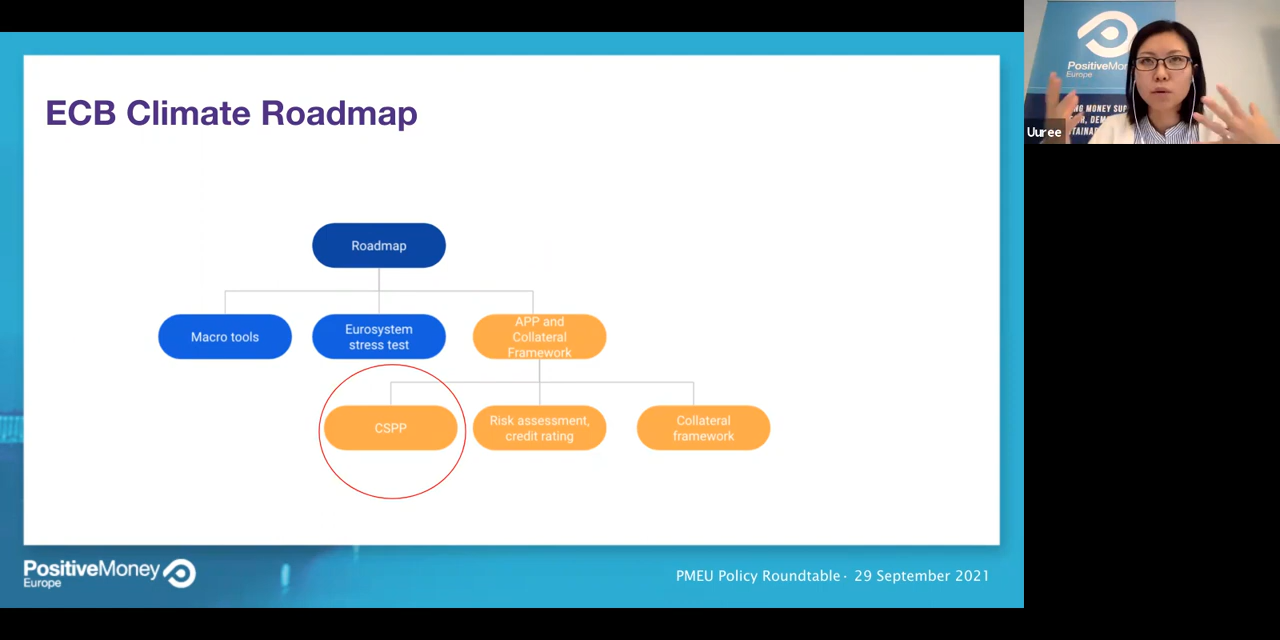 ECB Climate Roadmap
Roadmap
Macro tools
Eurosystem
stress test
APP and
Collateral
Framework
CSPP
Risk assessment,
credit rating
Collateral
framework
PositiveMoney
Europe
PMEU Policy Roundtable· 29 September 2021
PositiveMon
Europe
Uuree